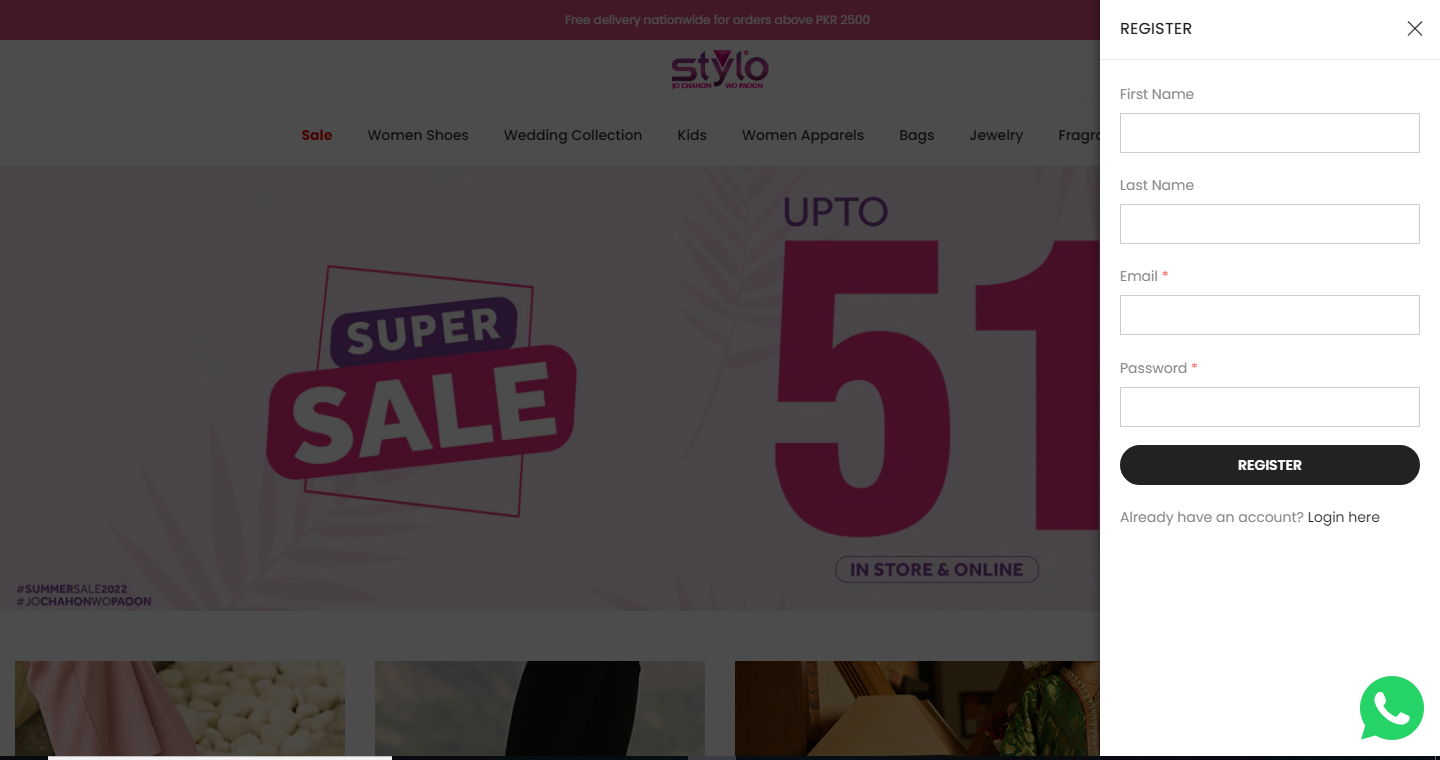 Free delivery nationwide for orders above PKR 2500
stylo
JO CHAHON WO PAOON
Sale Women Shoes Wedding Collection Kids Women Apparels Bags Jewelry
UPTO
51
SUPER
SALE
IN STORE & ONLINE
#SUMMERSALE2022
#JOCHAHONWOPAOON
REGISTER
First Name
Last Name
Email *
Password *
REGISTER
Already have an account? Login here